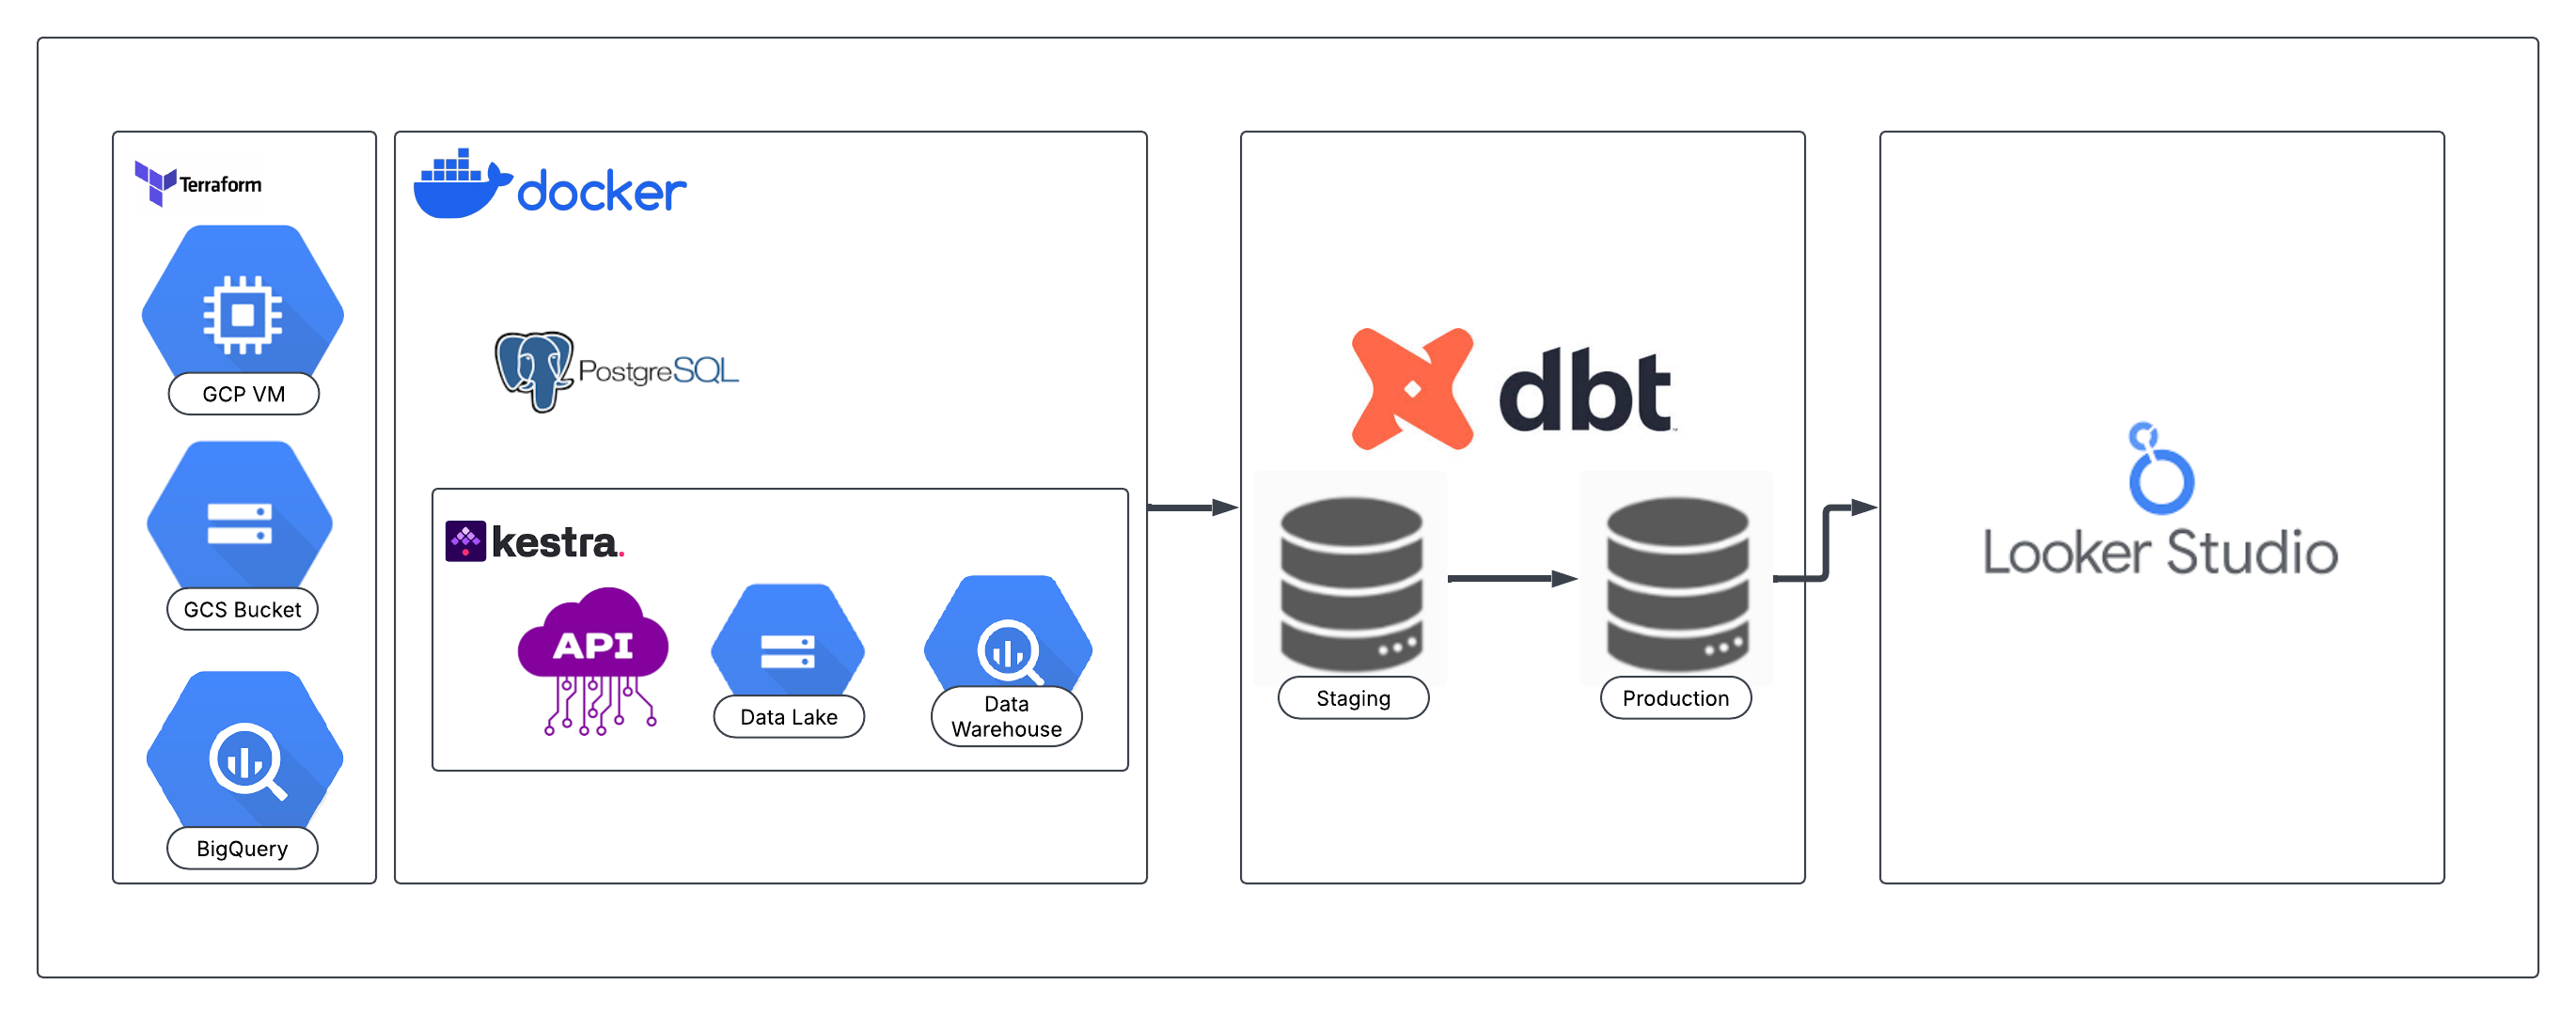 Terraform
GCP VM
GCS Bucket
BigQuery
docker
PostgreSQL
kestra.
API
Data Lake
Data
Warehouse
dbt
Staging
Production
Looker Studio